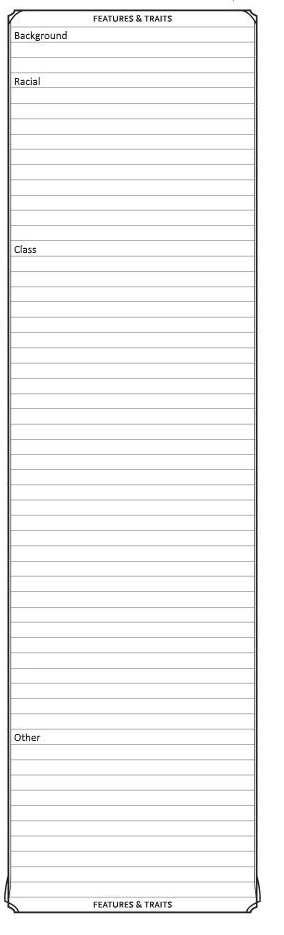 FEATURES & TRAITS
Background
Racial
Class
Other
FEATURES & TRAITS